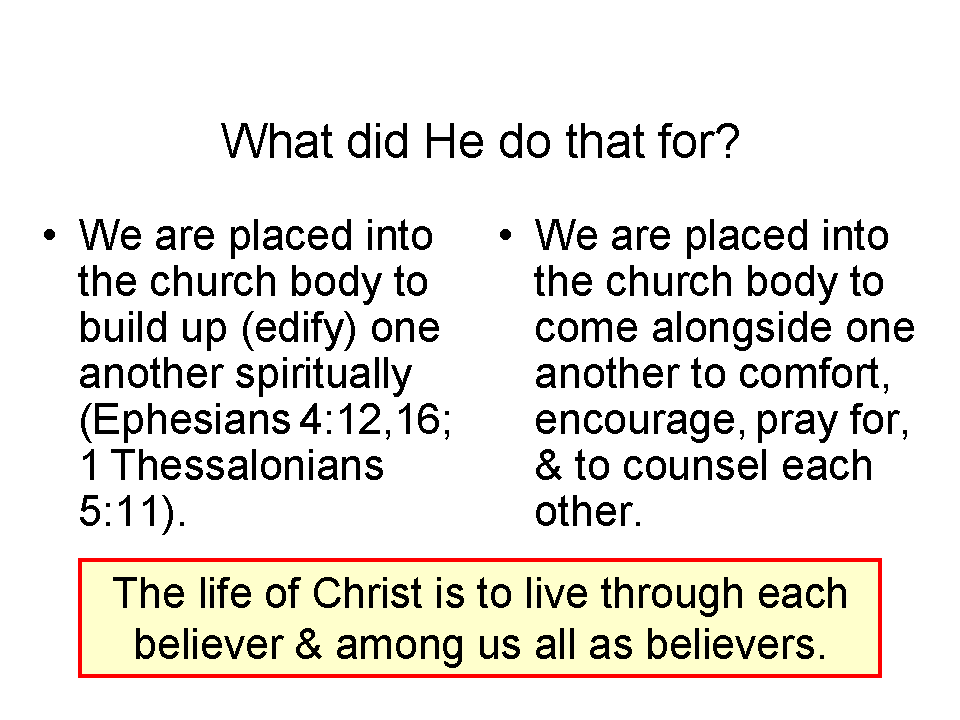 What did He do that for?
• We are placed into
the church body to
build up (edify) one
another spiritually
(Ephesians 4:12,16;
1 Thessalonians
5:11).
• We are placed into
the church body to
come alongside one
another to comfort,
encourage, pray for,
& to counsel each
other.
The life of Christ is to live through each
believer & among us all as believers.